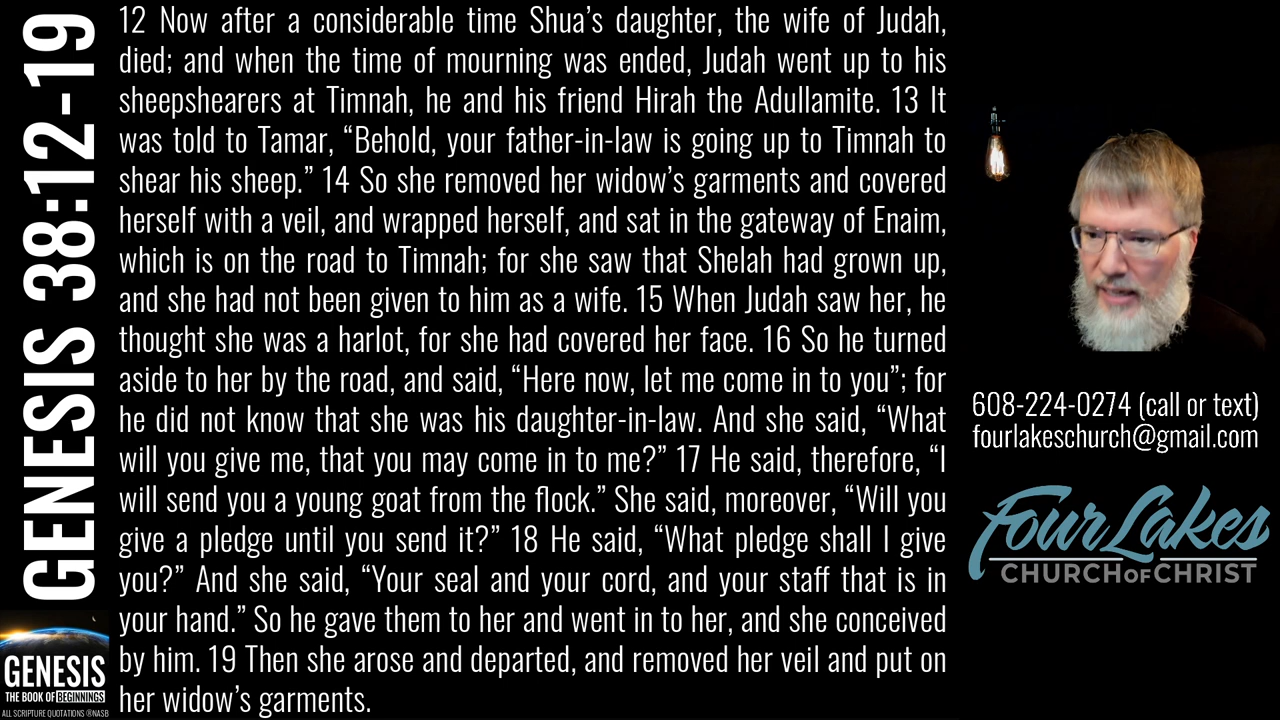 GENESIS 38:12-19
12 Now after a considerable time Shua’s daughter, the wife of Judah,
died; and when the time of mourning was ended, Judah went up to his
sheepshearers at Timnah, he and his friend Hirah the Adullamite. 13 It
was told to Tamar, “Behold, your father-in-law is going up to Timnah to
shear his sheep.” 14 So she removed her widow’s garments and covered
herself with a veil, and wrapped herself, and sat in the gateway of Enaim,
which is on the road to Timnah; for she saw that Shelah had grown up,
and she had not been given to him as a wife. 15 When Judah saw her, he
thought she was a harlot, for she had covered her face. 16 So he turned
aside to her by the road, and said, “Here now, let me come in to you”; for
he did not know that she was his daughter-in-law. And she said, “What
will you give me, that you may come in to me?” 17 He said, therefore, “I
will send you a young goat from the flock.” She said, moreover, “Will you
give a pledge until you send it?” 18 He said, “What pledge shall I give
you?” And she said, “Your seal and your cord, and your staff that is in
your hand.” So he gave them to her and went in to her, and she conceived
by him. 19 Then she arose and departed, and removed her veil and put on
her widow’s garments.
GENESIS
THE BOOK OF BEGINNINGS
ALL SCRIPTURE QUOTATIONS ®NASB
608-224-0274 (call or text)
fourlakeschurch@gmail.com
Four Lakes
CHURCH OF CHRIST